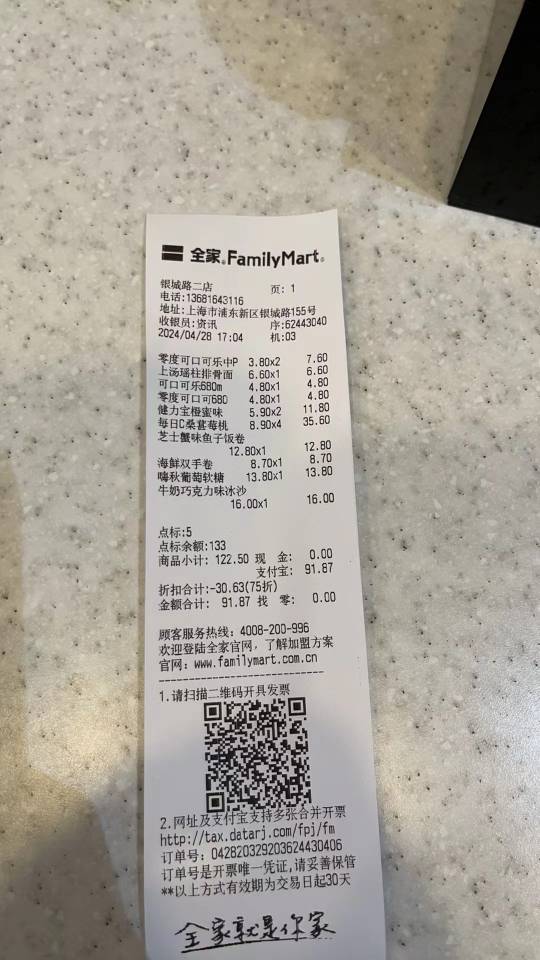 全家®FamilyMart®
银城路二店 页: 1
电话:13681643116
地址:上海市浦东新区银城路155号
收银员:资讯 序:62443040
2024/04/28 17:04 机:03
零度可口可乐中P 3.80x2 7.60
上汤瑶柱排骨面 6.60x1 6.60
可口可乐680m 4.80x1 4.80
零度可口可680 4.80x1 4.80
健力宝橙蜜味 5.90x2 11.80
每日C桑葚莓桃 8.90x4 35.60
芝士蟹味鱼子饭卷
12.80x1 12.80
海鲜双手卷 8.70x1 8.70
嗨秋葡萄软糖 13.80x1 13.80
牛奶巧克力味冰沙
16.00x1 16.00
点标:5
点标余额:133
商品小计: 122.50 现 金: 0.00
支付宝: 91.87
折扣合计:-30.63(75折)
金额合计: 91.87 找 零: 0.00
顾客服务热线: 4008-200-996
欢迎登陆全家官网，了解加盟方案
官网: www.familymart.com.cn
----------------------------
1.请扫描二维码开具发票
2.网址及支付宝支持多张合并开票
http://tax.datarj.com/fpj/fm
订单号: 042820329203624430406
订单号是开票唯一凭证,请妥善保管
**以上方式有效期为交易日起30天
全家就是你家